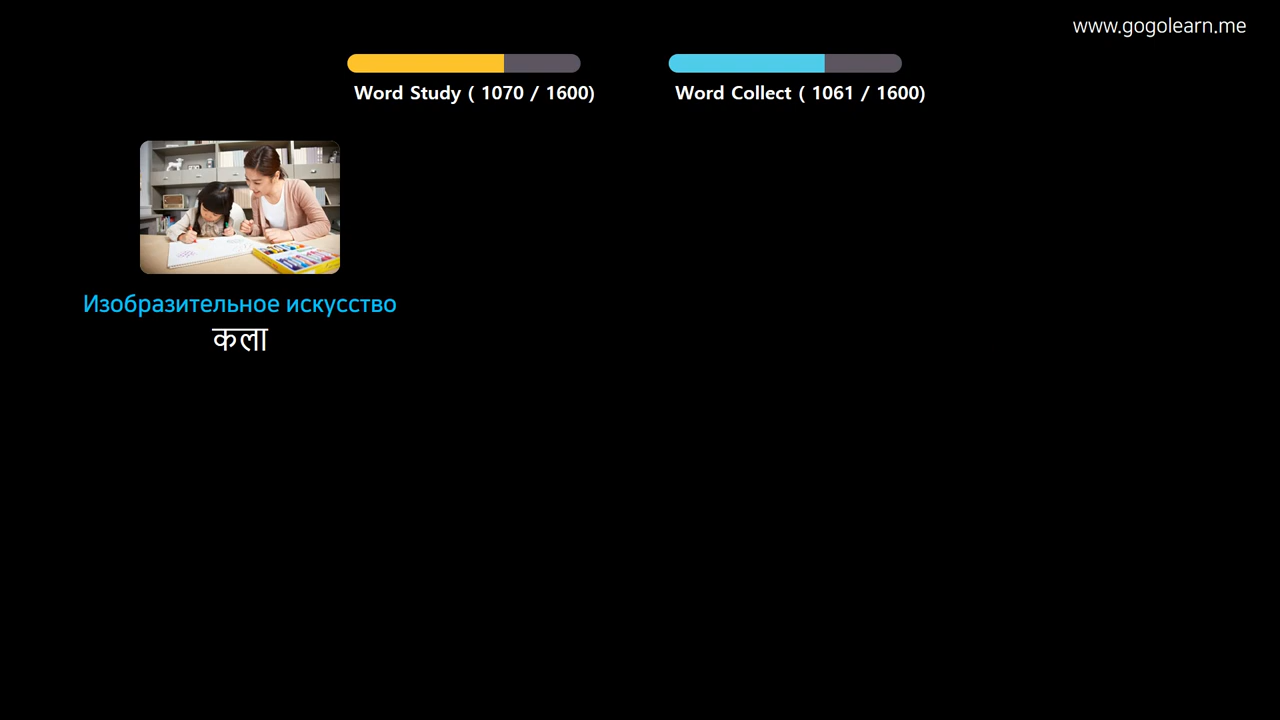 www.gogolearn.me
Word Study ( 1070 / 1600)
Word Collect ( 1061 / 1600)
Изобразительное искусство
कला